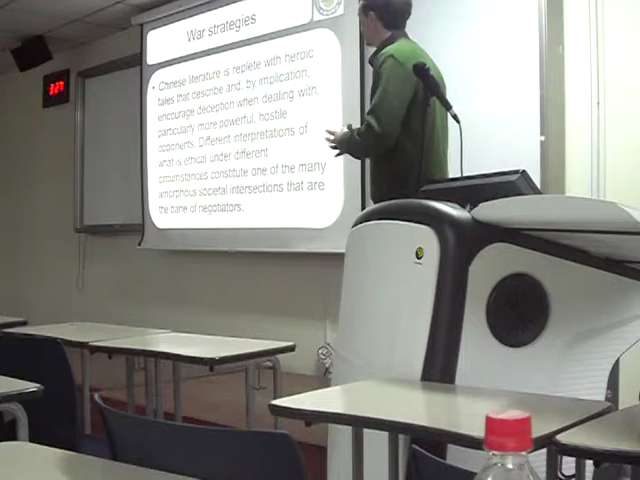 War strategies
• Chinese literature is replete with heroic
tales that describe and, by implication,
encourage deception when dealing with,
particularly more powerful, hostile
opponents. Different interpretations of
what is ethical under different
circumstances constitute one of the many
amorphous societal intersections that are
the bane of negotiators.